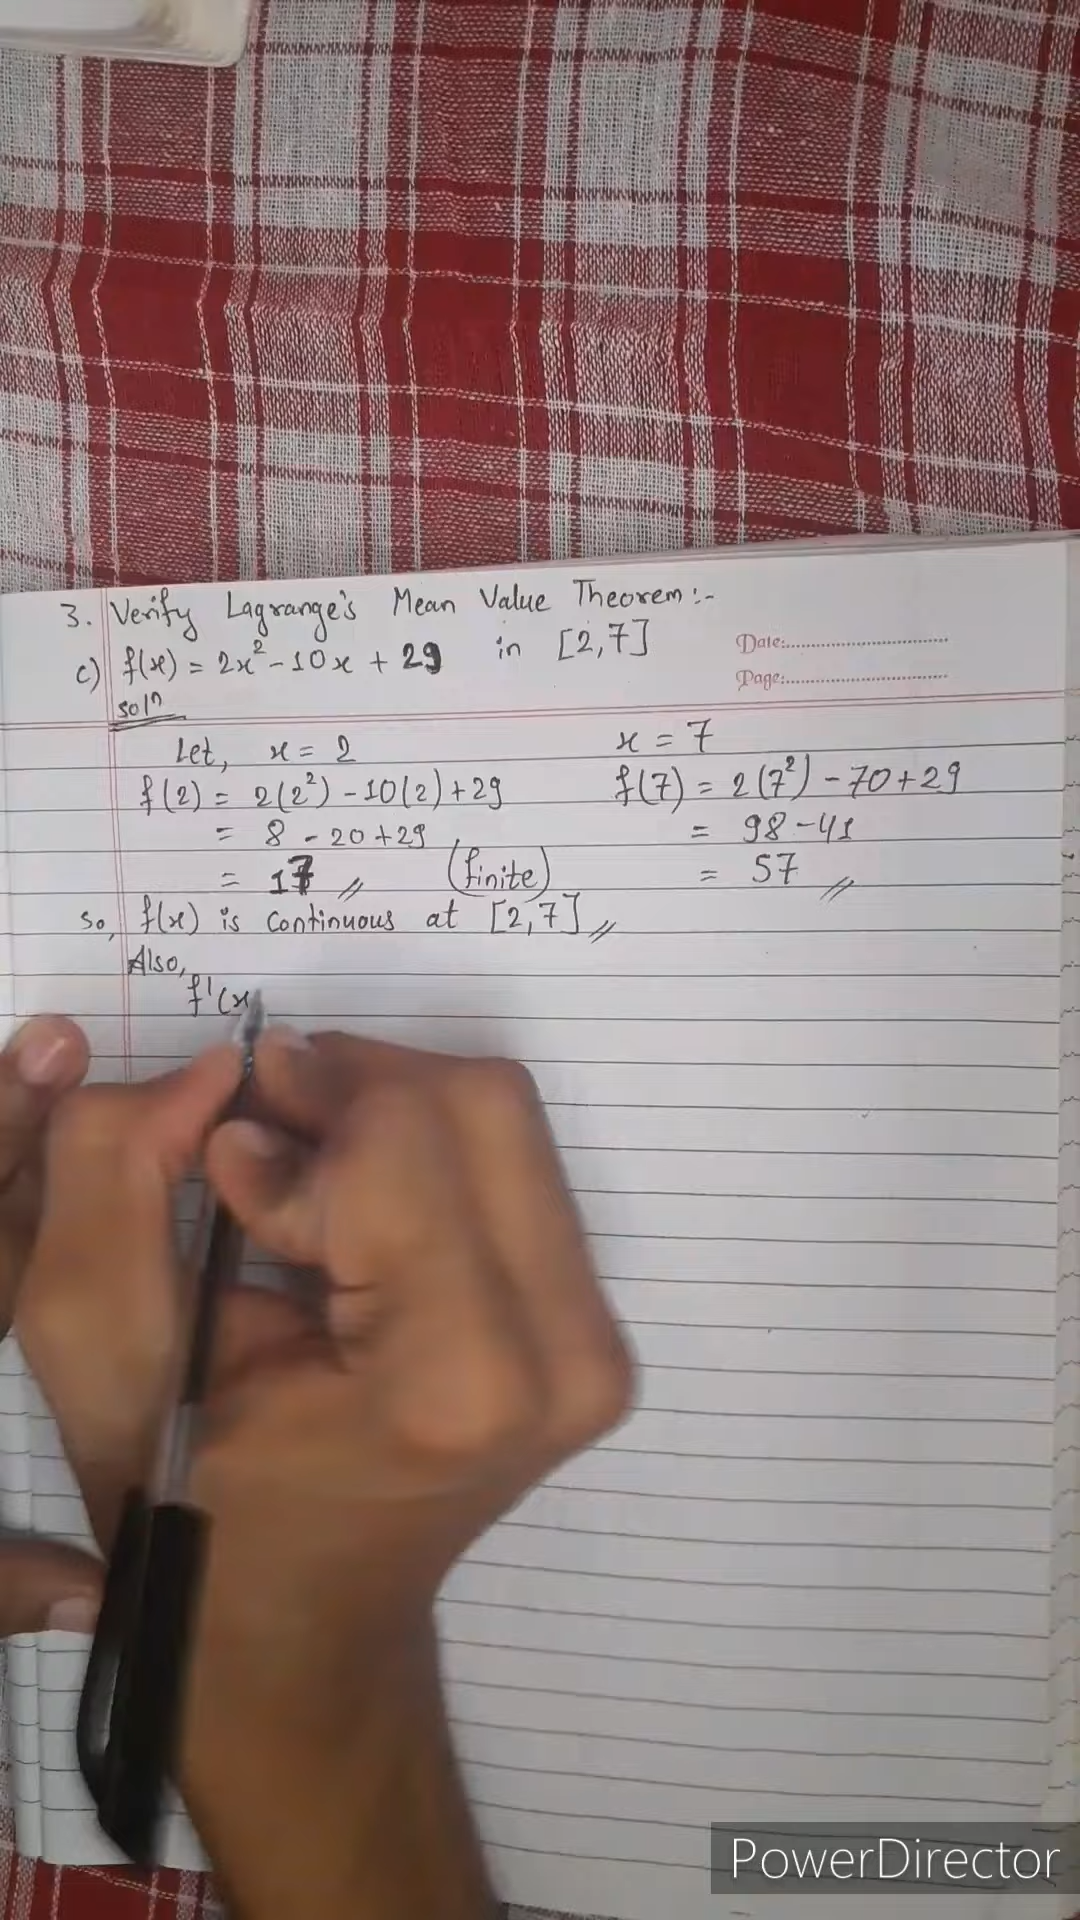 3. Verify Lagrange's Mean Value Theorem :-
c) f(x) = 2x² - 10x + 29 in [2,7]
Date:
Page:
Solⁿ
Let, x = 2
f(2) = 2(2²) - 10(2) + 29
= 8 - 20 + 29
= 17 // (finite)
x = 7
f(7) = 2(7²) - 70 + 29
= 98 - 41
= 57 //
So, f(x) is continuous at [2,7] //
Also,
f'(x
PowerDirector